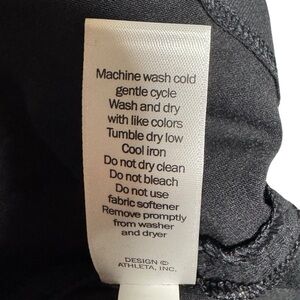 Machine wash cold
gentle cycle
Wash and dry
with like colors
Tumble dry low
Cool iron
Do not dry clean
Do not bleach
Do not use
fabric softener
Remove promptly
from washer
and dryer
DESIGN ©
ATHLETA, INC.